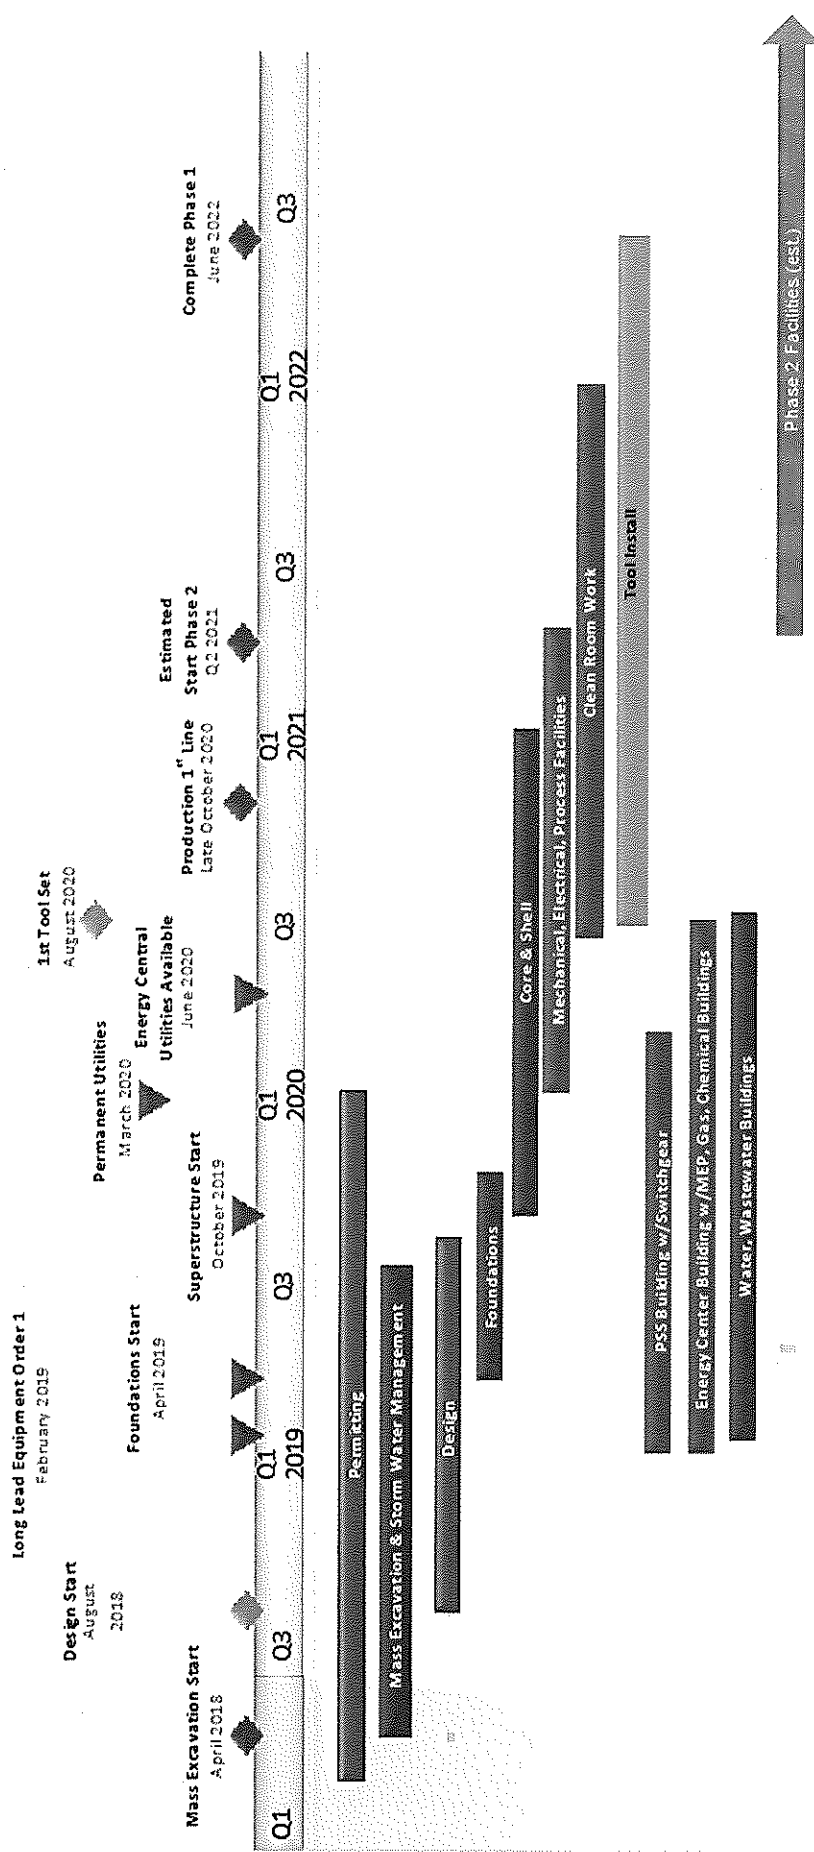 Mass Excavation Start
April 2018
Design Start
August
2018
Long Lead Equipment Order 1
February 2019
Foundations Start
April 2019
Superstructure Start
October 2019
Permanent Utilities
March 2020
Energy Central
Utilities Available
June 2020
1st Tool Set
August 2020
Production 1st Line
Late October 2020
Estimated
Start Phase 2
Q2 2021
Complete Phase 1
June 2022
Q1
Q3
Q1
2019
Q3
Q1
2020
Q3
Q1
2021
Q3
Q1
2022
Q3
Permitting
Mass Excavation & Storm Water Management
Design
Foundations
Core & Shell
Mechanical, Electrical, Process Facilities
Clean Room Work
Tool Install
PSS Building w/Switchgear
Energy Center Building w/MEP, Gas, Chemical Buildings
Water, Wastewater Buildings
Phase 2 Facilities (est.)